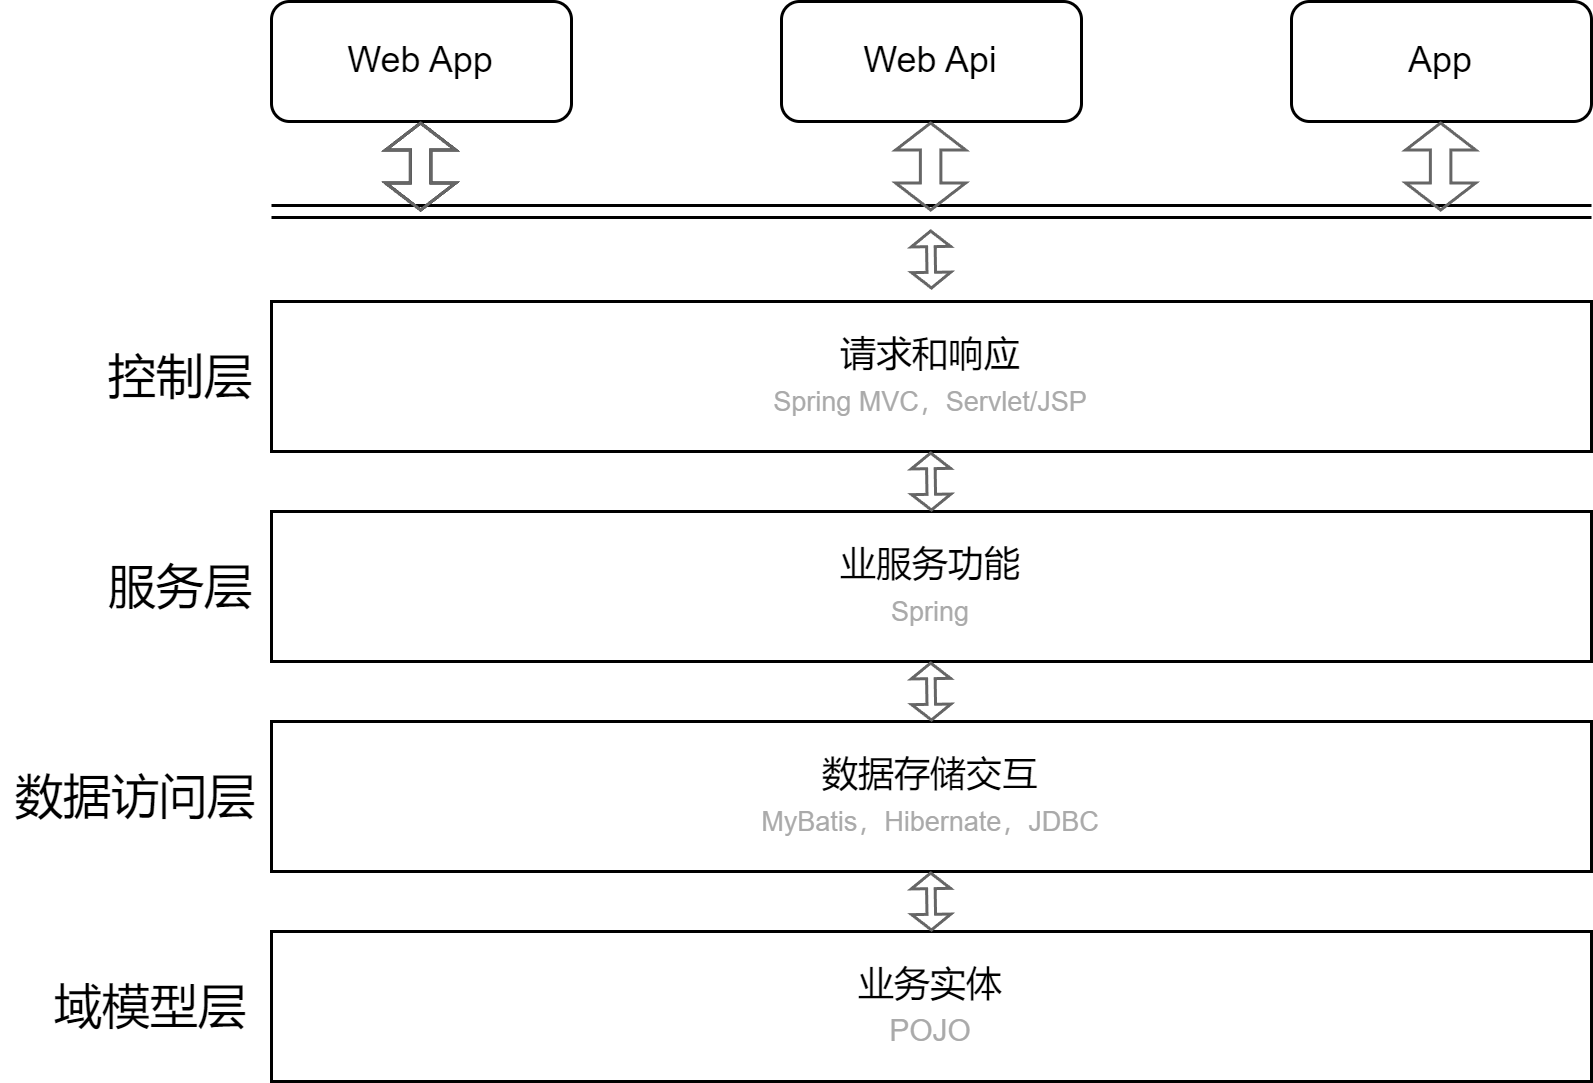 Web App
Web Api
App
控制层
请求和响应
Spring MVC，Servlet/JSP
服务层
业服务功能
Spring
数据访问层
数据存储交互
MyBatis，Hibernate，JDBC
域模型层
业务实体
POJO